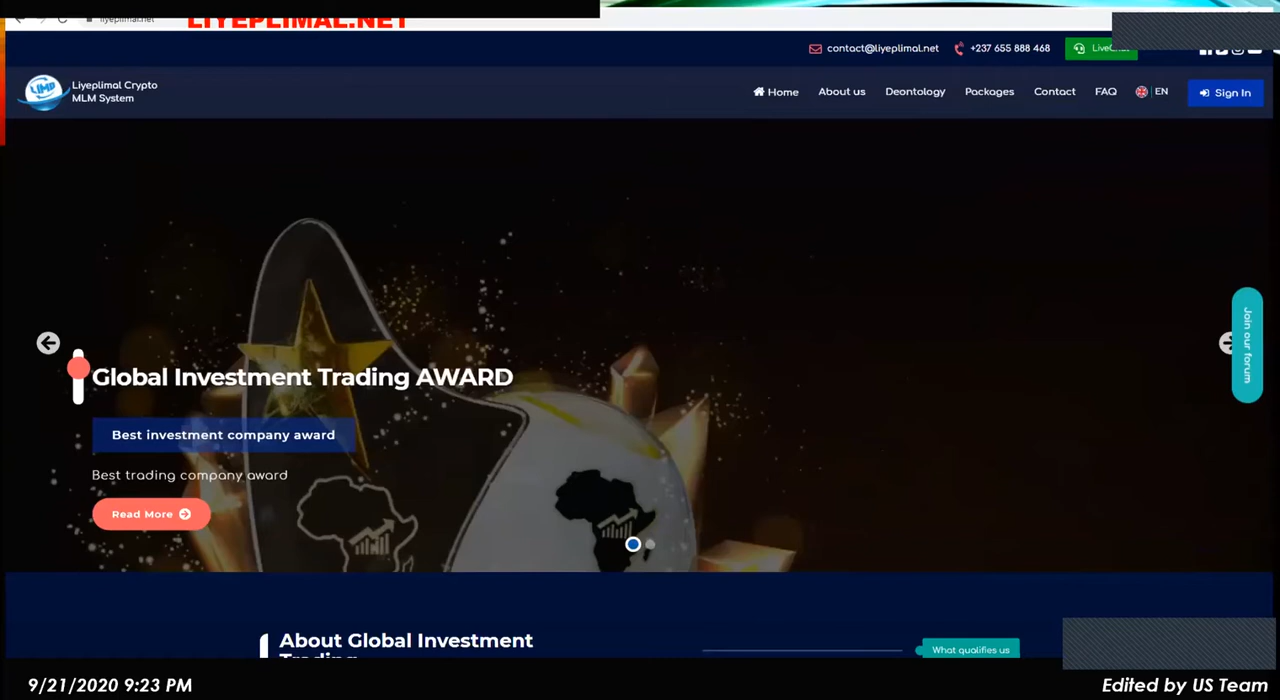 LIYEPLIMAL.NET
liyeplimal.net
contact@liyeplimal.net
+237 655 888 468
LIMP
Liyeplimal Crypto
MLM System
Home
About us
Deontology
Packages
Contact
FAQ
EN
Sign In
Join our forum
Global Investment Trading AWARD
Best investment company award
Best trading company award
Read More
About Global Investment
Trading
What qualifies us
9/21/2020 9:23 PM
Edited by US Team